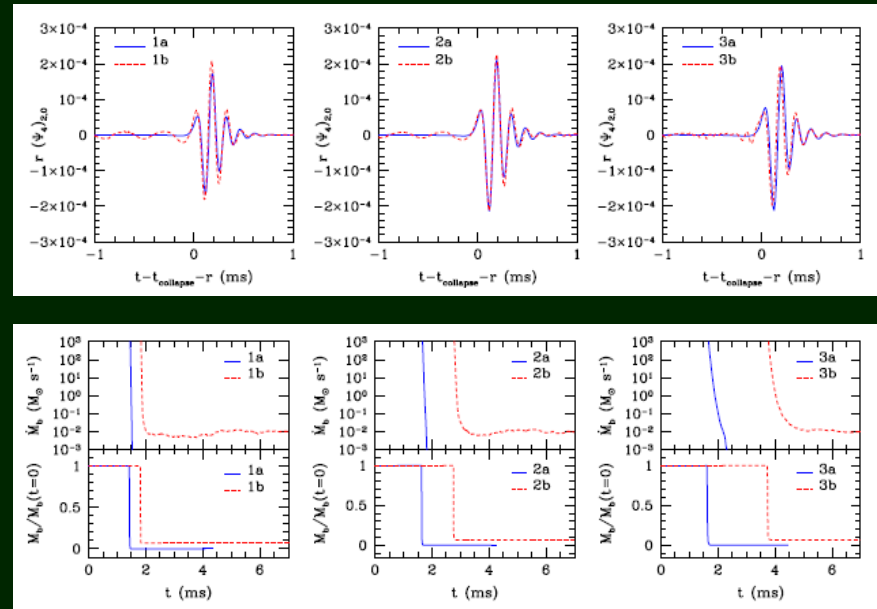 3×10⁻⁴
2×10⁻⁴
10⁻⁴
0
−10⁻⁴
−2×10⁻⁴
−3×10⁻⁴
r (Ψ₄)₂,₀
1a
1b
−1 0 1
t−t_collapse−r (ms)
3×10⁻⁴
2×10⁻⁴
10⁻⁴
0
−1×10⁻⁴
−2×10⁻⁴
−3×10⁻⁴
r (Ψ₄)₂,₀
2a
2b
−1 0 1
t−t_collapse−r (ms)
3×10⁻⁴
2×10⁻⁴
10⁻⁴
0
−1×10⁻⁴
−2×10⁻⁴
−3×10⁻⁴
r (Ψ₄)₂,₀
3a
3b
−1 0 1
t−t_collapse−r (ms)
10³
10²
10¹
10⁰
10⁻¹
10⁻²
10⁻³
Ṁ_b (M_⊙ s⁻¹)
1a
1b
1
0.5
0
M_b/M_b(t=0)
1a
1b
0 2 4 6
t (ms)
10³
10²
10¹
10⁰
10⁻¹
10⁻²
10⁻³
Ṁ_b (M_⊙ s⁻¹)
2a
2b
1
0.5
0
M_b/M_b(t=0)
2a
2b
0 2 4 6
t (ms)
10³
10²
10¹
10⁰
10⁻¹
10⁻²
10⁻³
Ṁ_b (M_⊙ s⁻¹)
3a
3b
1
0.5
0
M_b/M_b(t=0)
3a
3b
0 2 4 6
t (ms)